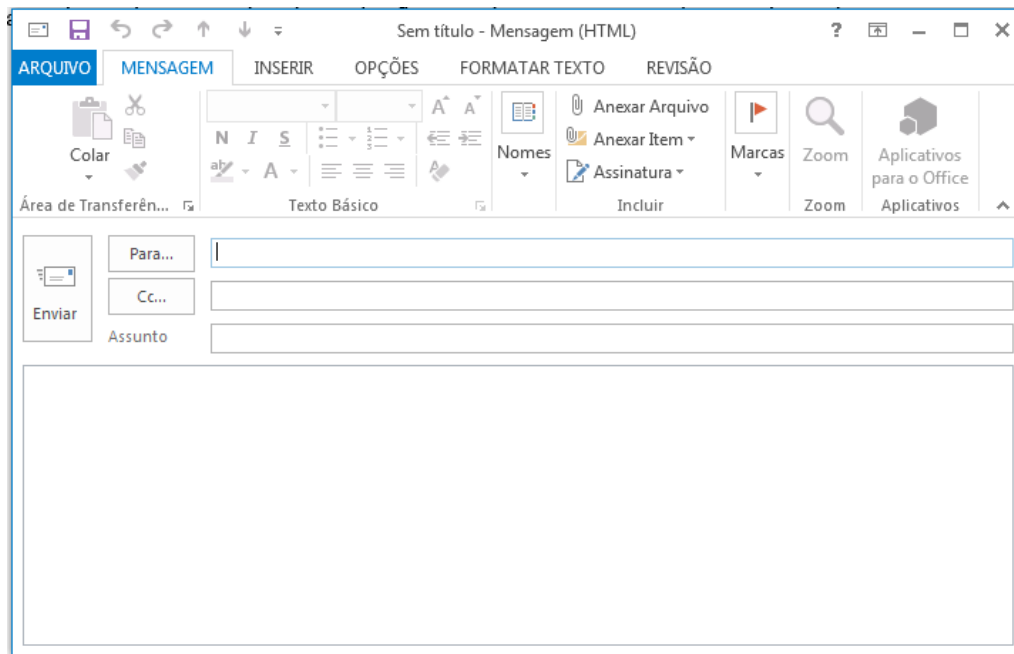 Sem título - Mensagem (HTML) ?
ARQUIVO MENSAGEM INSERIR OPÇÕES FORMATAR TEXTO REVISÃO
Colar
Área de Transferên...
N I S
aby A
A A
Texto Básico
Nomes
Anexar Arquivo
Anexar Item
Assinatura
Incluir
Marcas
Zoom
Zoom
Aplicativos
para o Office
Aplicativos
Enviar
Para...
Cc...
Assunto